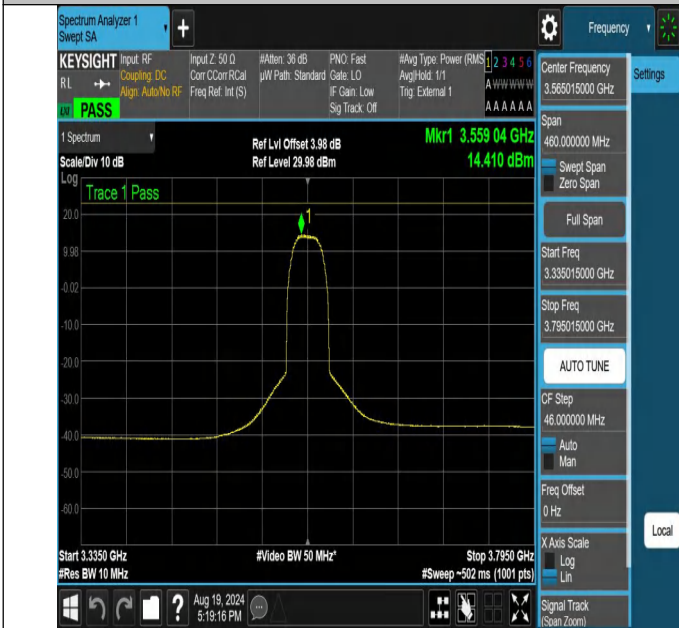 Spectrum Analyzer 1
Swept SA
+
Frequency
KEYSIGHT
RL
PASS
Input: RF
Coupling: DC
Align: Auto/No RF
Input Z: 50 Ω
Corr CCorr RCal
Freq Ref: Int (S)
#Atten: 36 dB
µW Path: Standard
PNO: Fast
Gate: LO
IF Gain: Low
Sig Track: Off
#Avg Type: Power (RMS
Avg|Hold: 1/1
Trig: External 1
1 2 3 4 5 6
A W W W W W
A A A A A A
Settings
1 Spectrum
Scale/Div 10 dB
Ref Lvl Offset 3.98 dB
Ref Level 29.98 dBm
Mkr1 3.559 04 GHz
14.410 dBm
Log
Trace 1 Pass
1
20.0
9.98
-0.02
-10.0
-20.0
-30.0
-40.0
-50.0
-60.0
Start 3.3350 GHz
#Res BW 10 MHz
#Video BW 50 MHz*
Stop 3.7950 GHz
#Sweep ~502 ms (1001 pts)
Center Frequency
3.565015000 GHz
Span
460.000000 MHz
Swept Span
Zero Span
Full Span
Start Freq
3.335015000 GHz
Stop Freq
3.795015000 GHz
AUTO TUNE
CF Step
46.000000 MHz
Auto
Man
Freq Offset
0 Hz
X Axis Scale
Log
Lin
Signal Track
(Span Zoom)
Local
?
Aug 19, 2024
5:19:16 PM